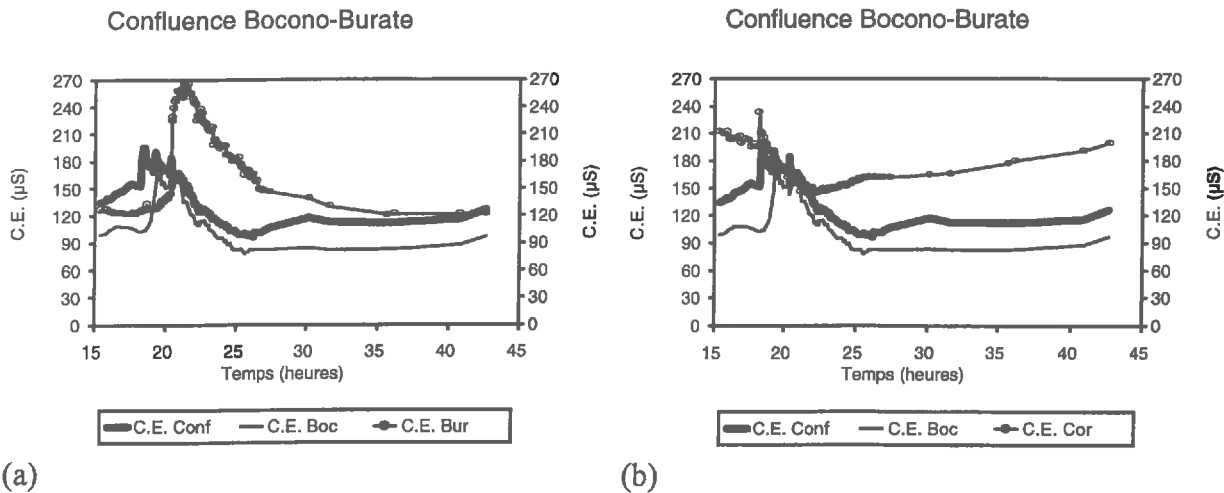 Confluence Bocono-Burate
270
240
210
180
150
120
90
60
30
0
C.E. (µS)
270
240
210
180
150
120
90
60
30
0
C.E. (µS)
15 20 25 30 35 40 45
Temps (heures)
C.E. Conf C.E. Boc C.E. Bur
(a)
Confluence Bocono-Burate
270
240
210
180
150
120
90
60
30
0
C.E. (µS)
270
240
210
180
150
120
90
60
30
0
C.E. (µS)
15 20 25 30 35 40 45
Temps (heures)
C.E. Conf C.E. Boc C.E. Cor
(b)